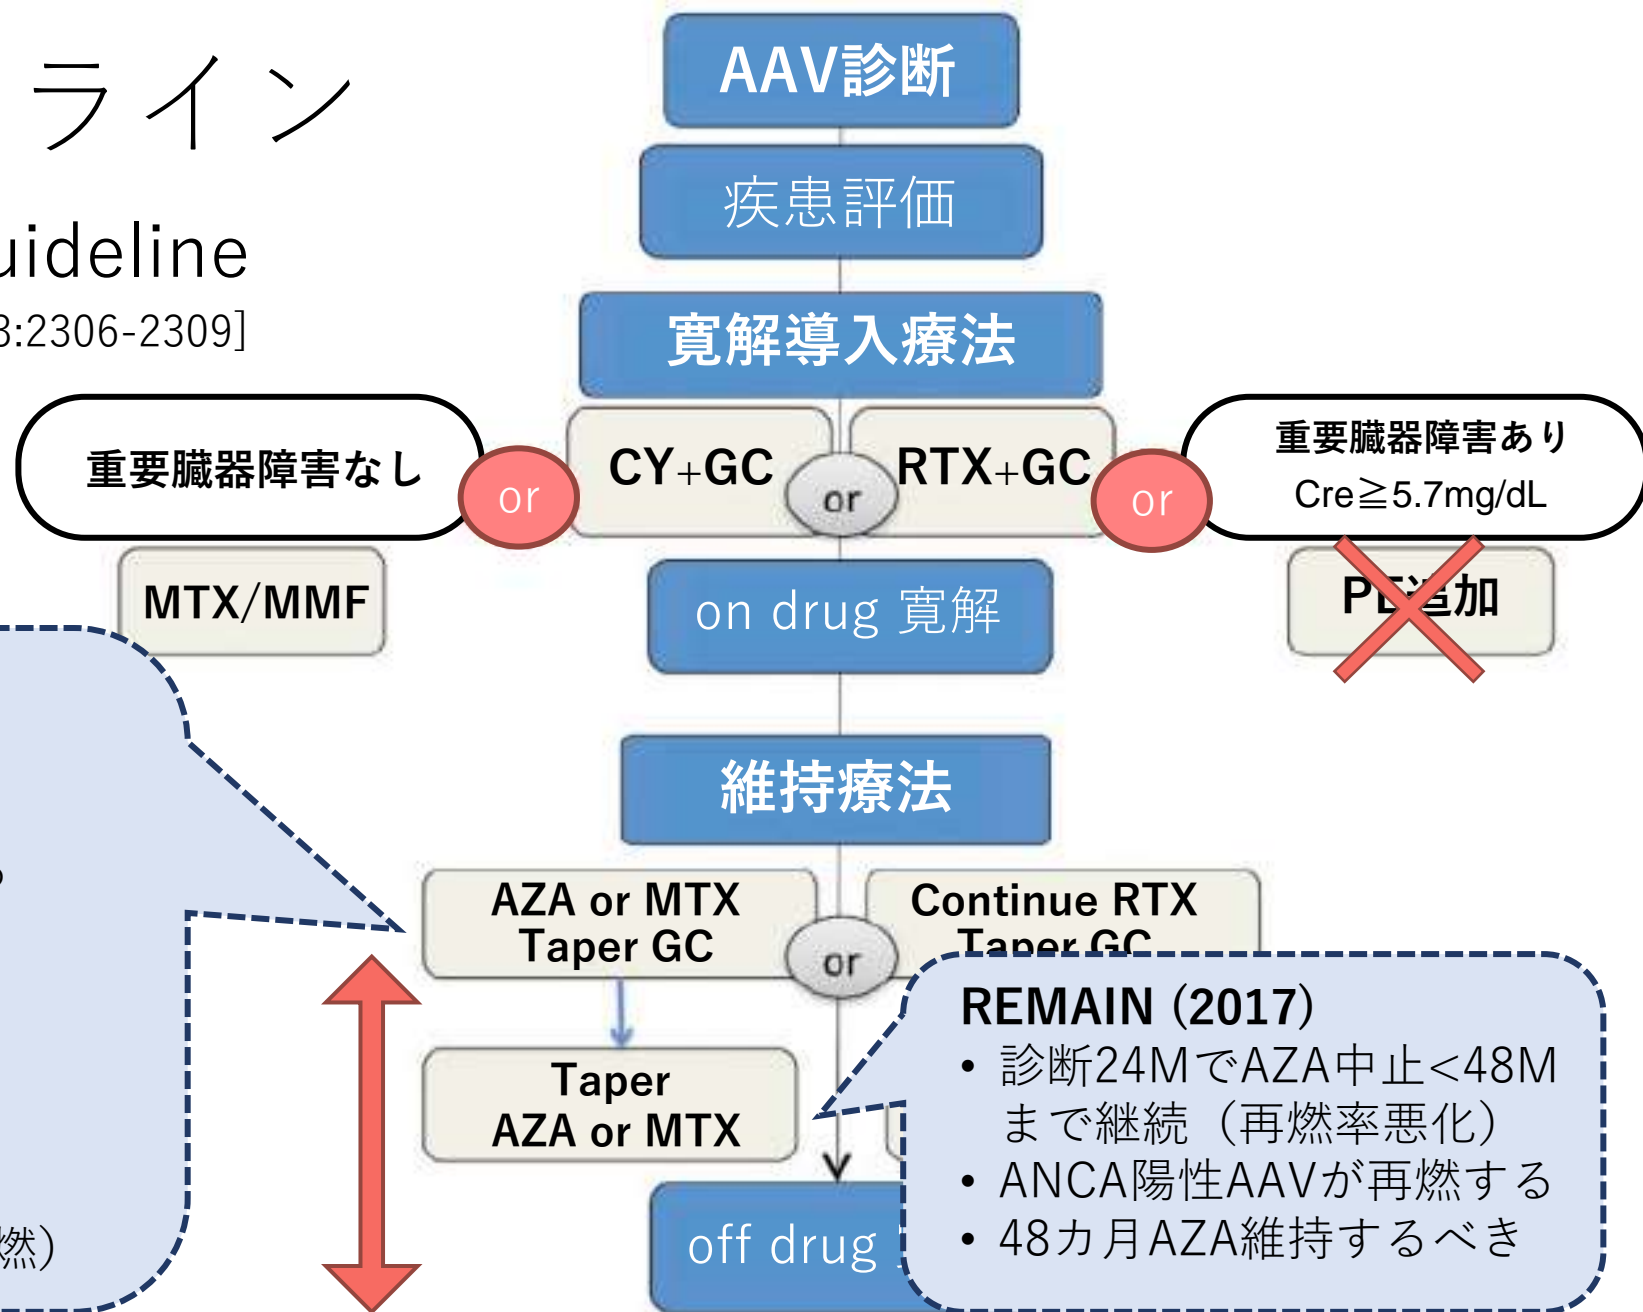 ライン
uideline
3:2306-2309]
AAV診断
疾患評価
寛解導入療法
重要臓器障害なし
or
CY+GC
or
RTX+GC
or
重要臓器障害あり
Cre≧5.7mg/dL
MTX/MMF
on drug 寛解
PE追加
維持療法
AZA or MTX
Taper GC
or
Continue RTX
Taper GC
Taper
AZA or MTX
REMAIN (2017)
• 診断24MでAZA中止<48M
まで継続（再燃率悪化）
• ANCA陽性AAVが再燃する
• 48カ月AZA維持するべき
燃）
off drug